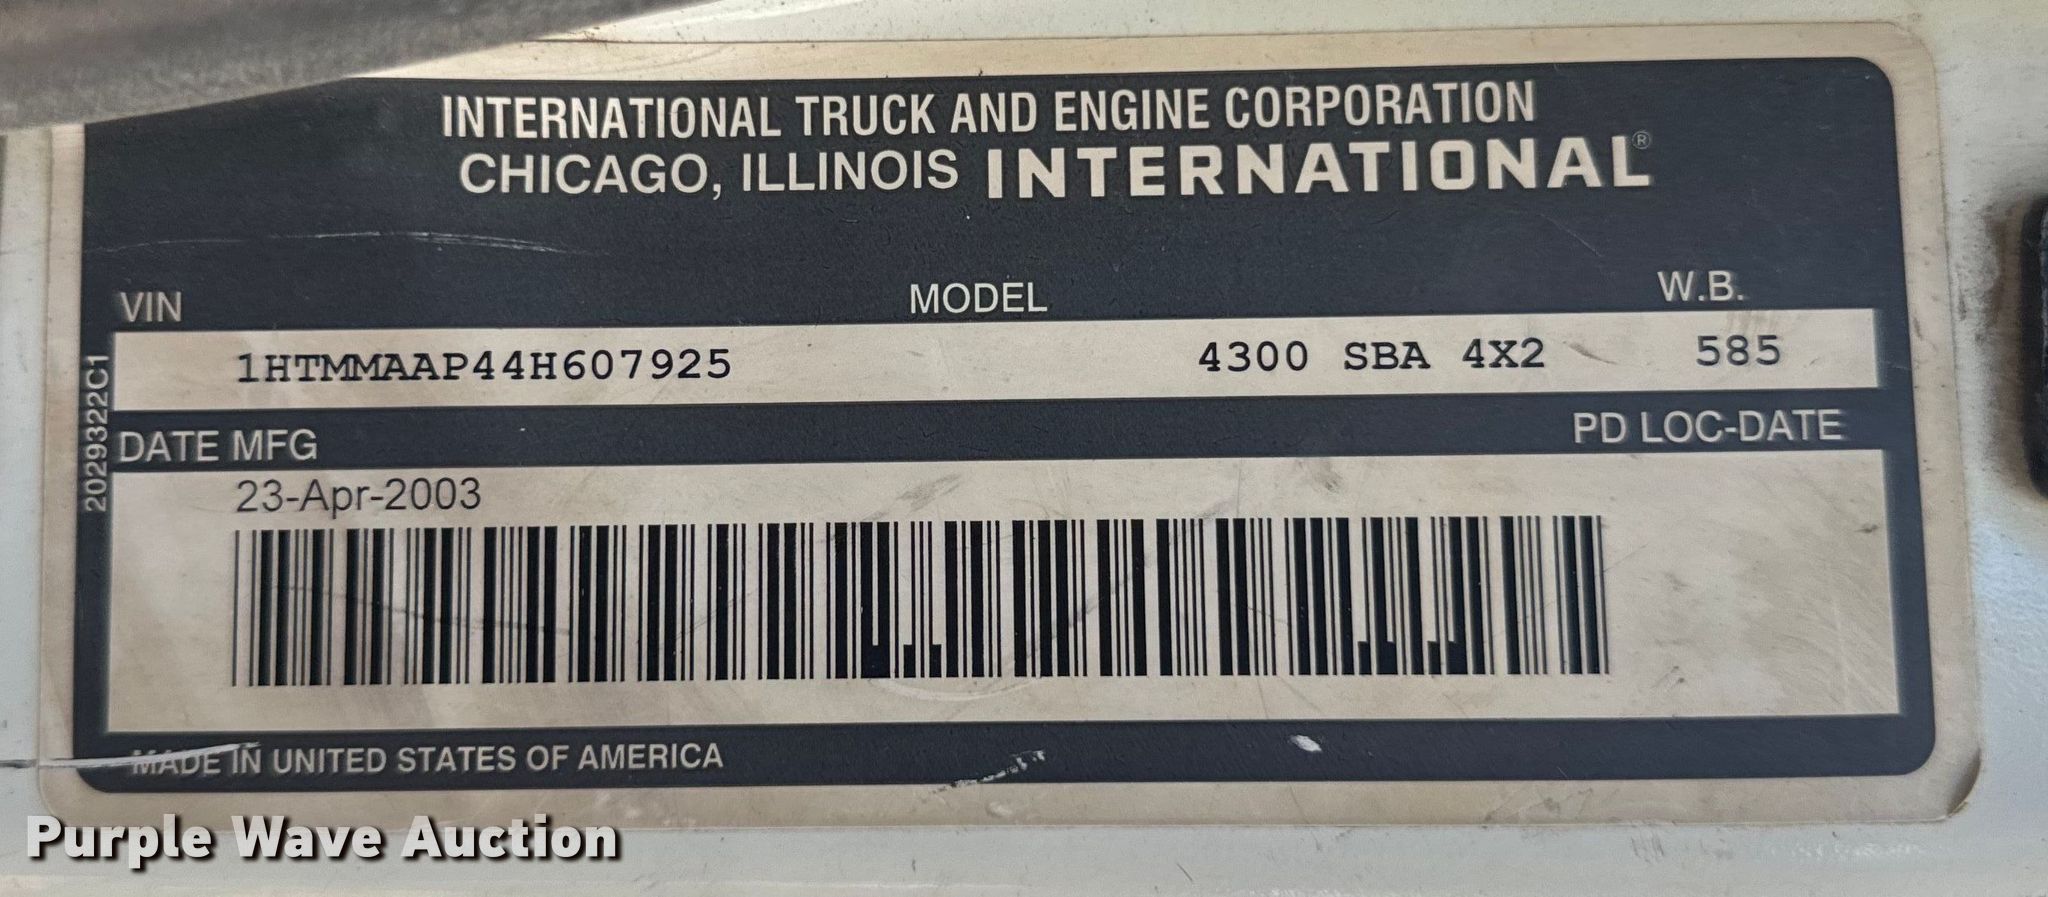 INTERNATIONAL TRUCK AND ENGINE CORPORATION
CHICAGO, ILLINOIS INTERNATIONAL®
VIN MODEL W.B.
1HTMMAAP44H607925 4300 SBA 4X2 585
DATE MFG PD LOC-DATE
23-Apr-2003
2029322C1
MADE IN UNITED STATES OF AMERICA
Purple Wave Auction